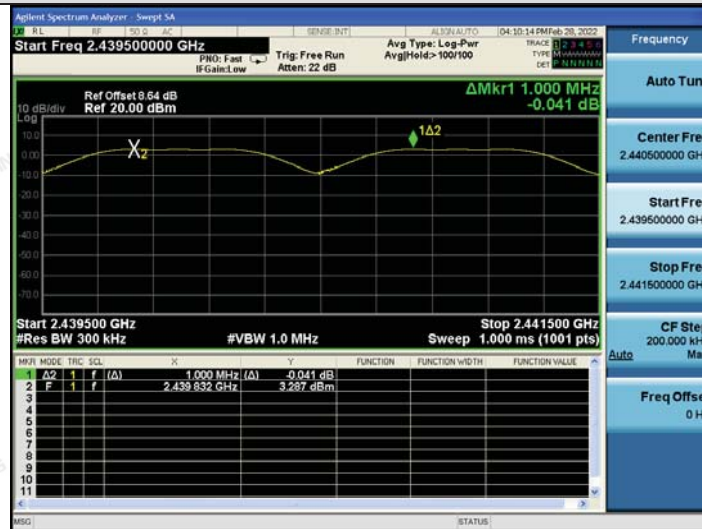 Agilent Spectrum Analyzer - Swept SA
RL RF 50 Ω AC SENSE:INT ALIGN AUTO 04:10:14 PM Feb 28, 2022
Start Freq 2.439500000 GHz
PNO: Fast
IFGain:Low
Trig: Free Run
Atten: 22 dB
Avg Type: Log-Pwr
Avg|Hold:> 100/100
TRACE 1 2 3 4 5 6
TYPE M
DET P N N N N N
Ref Offset 8.64 dB
Ref 20.00 dBm
10 dB/div
Log
ΔMkr1 1.000 MHz
-0.041 dB
10.0
0.00
-10.0
-20.0
-30.0
-40.0
-50.0
-60.0
-70.0
X2
1Δ2
Start 2.439500 GHz
#Res BW 300 kHz
#VBW 1.0 MHz
Stop 2.441500 GHz
Sweep 1.000 ms (1001 pts)
MKR MODE TRC SCL X Y FUNCTION FUNCTION WIDTH FUNCTION VALUE
1 Δ2 1 f (Δ) 1.000 MHz (Δ) -0.041 dB
2 F 1 f 2.439 832 GHz 3.287 dBm
3
4
5
6
7
8
9
10
11
MSG STATUS
Frequency
Auto Tun
Center Fre
2.440500000 GH
Start Fre
2.439500000 GH
Stop Fre
2.441500000 GH
CF Ste
200.000 kH
Auto Ma
Freq Offse
0 H